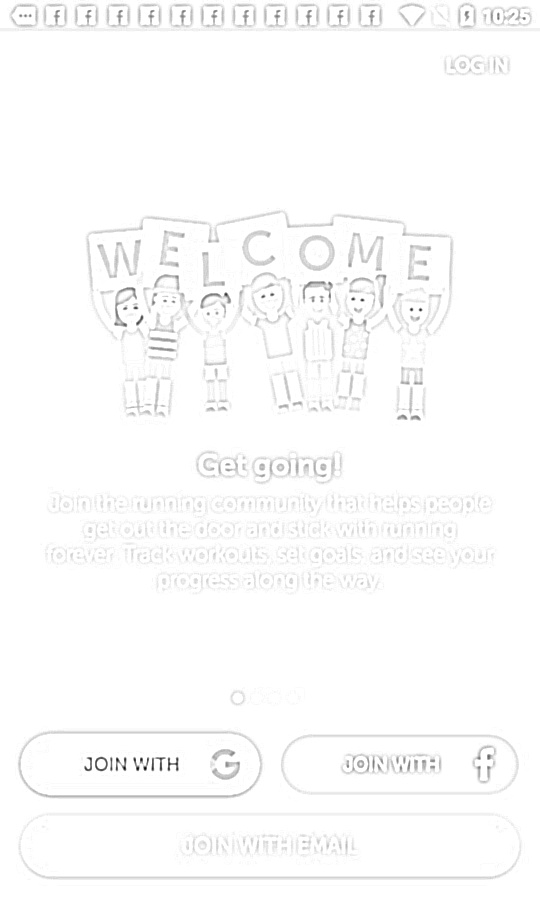 10:25
LOG IN
WELCOME
Get going!
Join the running community that helps people
get out the door and stick with running
forever. Track workouts, set goals, and see your
progress along the way.
JOIN WITH G
JOIN WITH f
JOIN WITH EMAIL